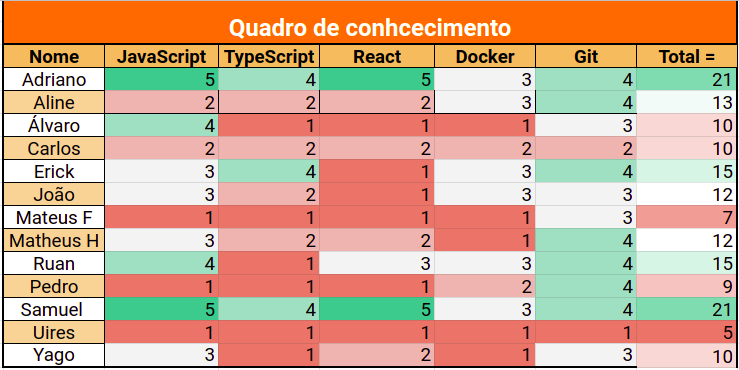 Quadro de conhcecimento
Nome JavaScript TypeScript React Docker Git Total =
Adriano 5 4 5 3 4 21
Aline 2 2 2 3 4 13
Álvaro 4 1 1 1 3 10
Carlos 2 2 2 2 2 10
Erick 3 4 1 3 4 15
João 3 2 1 3 3 12
Mateus F 1 1 1 1 3 7
Matheus H 3 2 2 1 4 12
Ruan 4 1 3 3 4 15
Pedro 1 1 1 2 4 9
Samuel 5 4 5 3 4 21
Uires 1 1 1 1 1 5
Yago 3 1 2 1 3 10